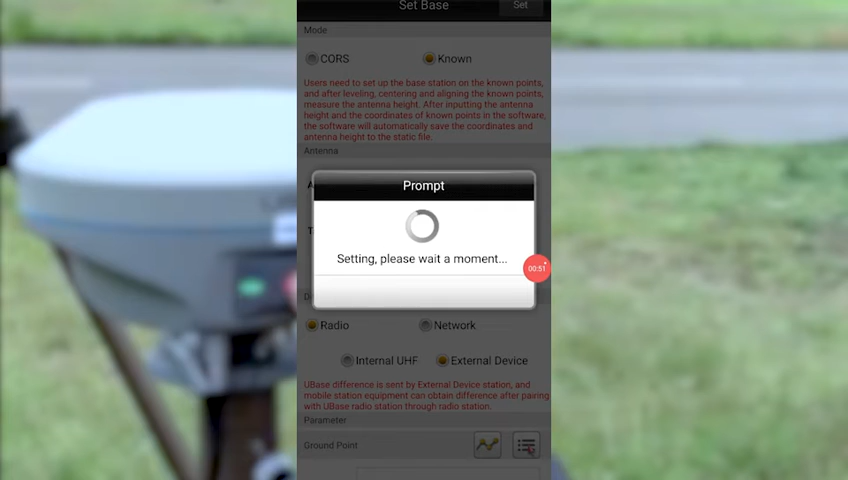 Set Base
Set
Mode
CORS
Known
Users need to set up the base station on the known points,
and after leveling, centering and aligning the known points,
measure the antenna height. After inputting the antenna
height and the coordinates of known points in the software,
the software will automatically save the coordinates and
antenna height to the static file.
Antenna
A
Prompt
T
Setting, please wait a moment...
00:51
D
Radio
Network
Internal UHF
External Device
UBase difference is sent by External Device station, and
mobile station equipment can obtain difference after pairing
with UBase radio station through radio station.
Parameter
Ground Point